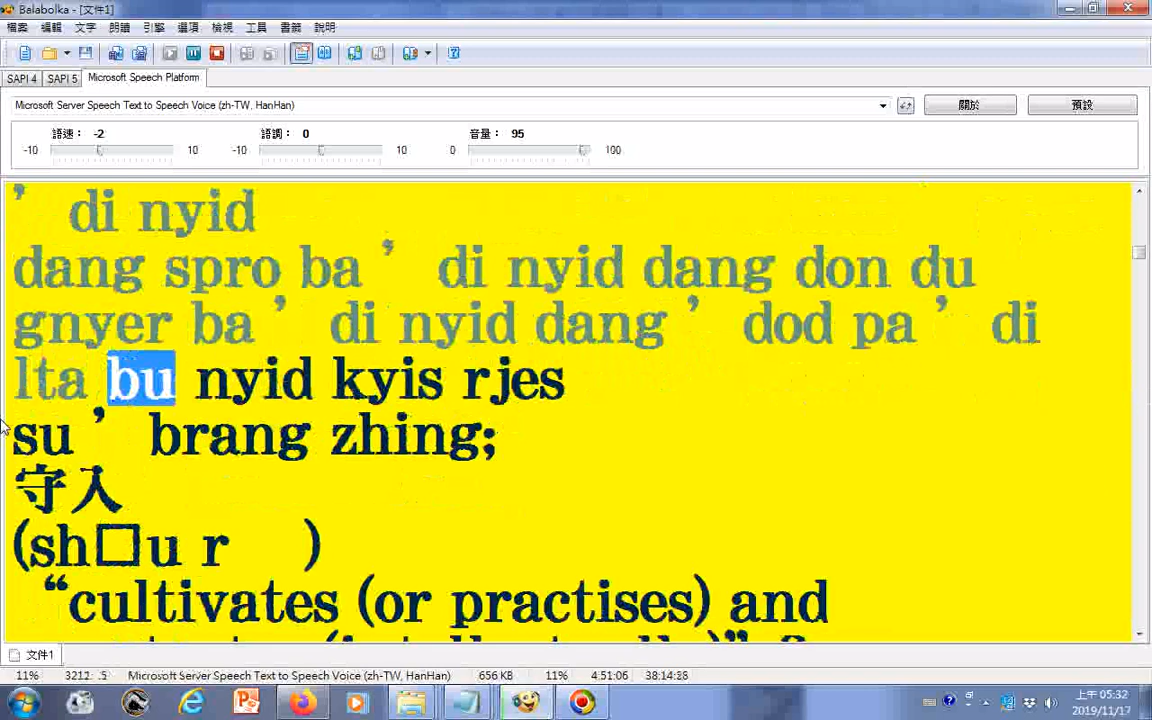 Balabolka - [文件1]
檔案 編輯 文字 朗讀 引擎 選項 檢視 工具 書籤 說明
SAPI 4 SAPI 5 Microsoft Speech Platform
Microsoft Server Speech Text to Speech Voice (zh-TW, HanHan) 關於 預設
語速: -2 語調: 0 音量: 95
-10 10 -10 10 0 100
’ di nyid
dang spro ba ’ di nyid dang don du
gnyer ba ’ di nyid dang ’ dod pa ’ di
lta bu nyid kyis rjes
su ’ brang zhing;
守入
(sh□u r )
“cultivates (or practises) and
文件1
11% 3212: 5 Microsoft Server Speech Text to Speech Voice (zh-TW, HanHan) 656 KB 11% 4:51:06 38:14:28
上午 05:32
2019/11/17